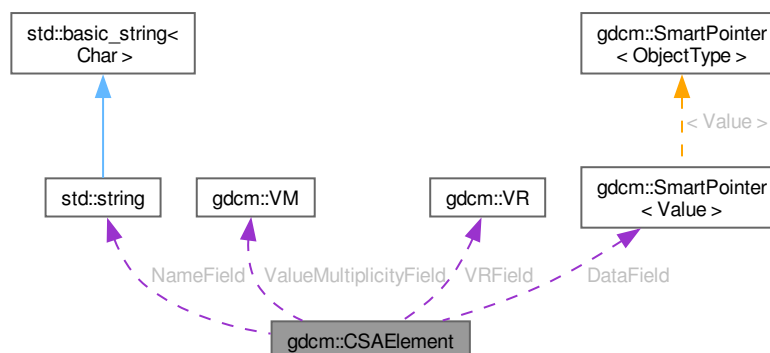 std::basic_string<
Char >
gdcm::SmartPointer
< ObjectType >
< Value >
std::string
gdcm::VM
gdcm::VR
gdcm::SmartPointer
< Value >
NameField
ValueMultiplicityField
VRField
DataField
gdcm::CSAElement